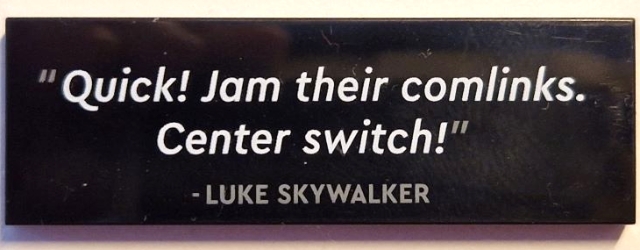 "Quick! Jam their comlinks.
Center switch!"
-LUKE SKYWALKER